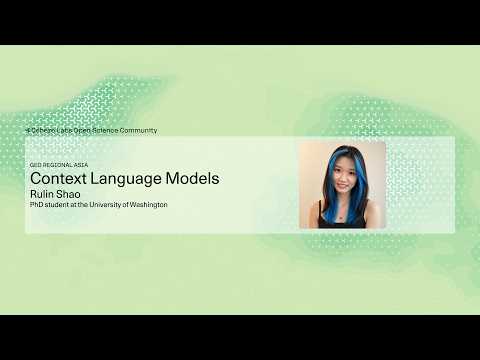 Cohere Labs Open Science Community
GEO REGIONAL ASIA
Context Language Models
Rulin Shao
PhD student at the University of Washington